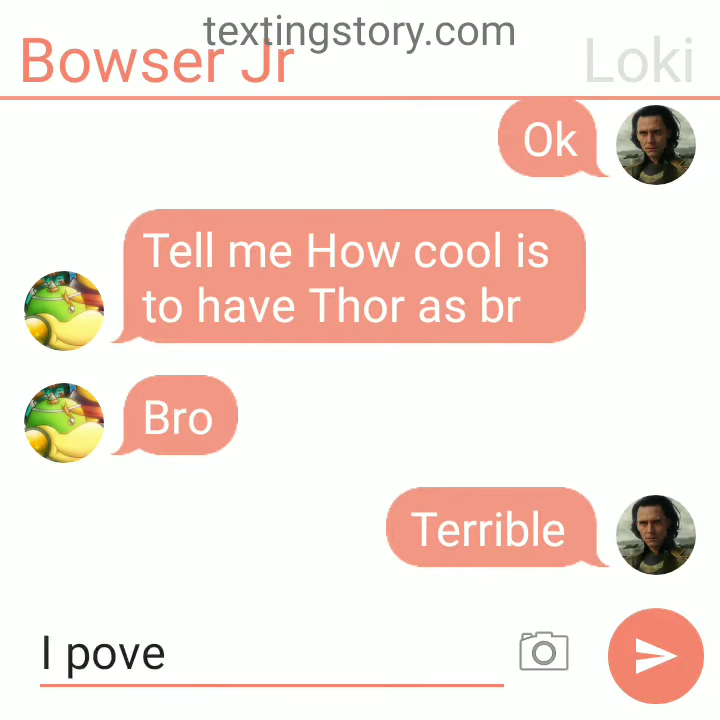 textingstory.com
Bowser Jr
Loki
Ok
Tell me How cool is
to have Thor as br
Bro
Terrible
I pove